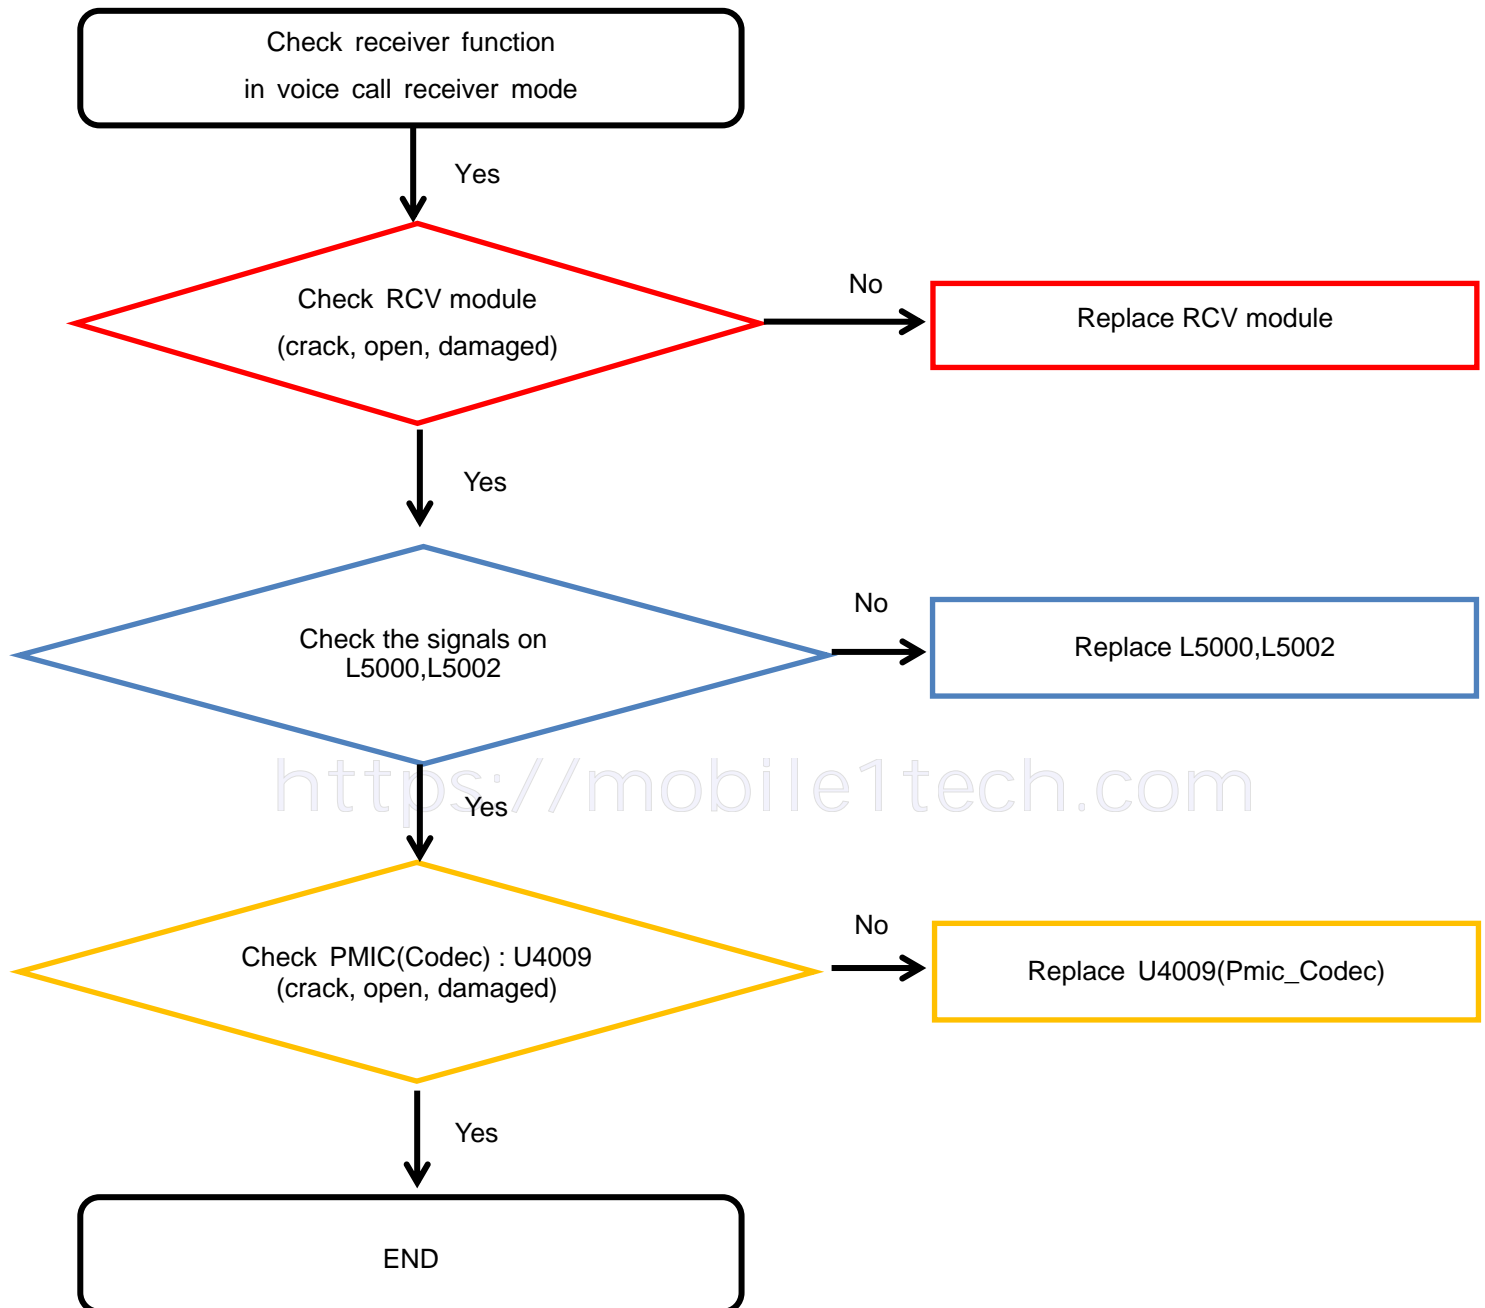 Check receiver function
in voice call receiver mode
Yes
Check RCV module
(crack, open, damaged)
No
Replace RCV module
Yes
Check the signals on
L5000,L5002
No
Replace L5000,L5002
https://mobile1tech.com
Yes
Check PMIC(Codec) : U4009
(crack, open, damaged)
No
Replace U4009(Pmic_Codec)
Yes
END